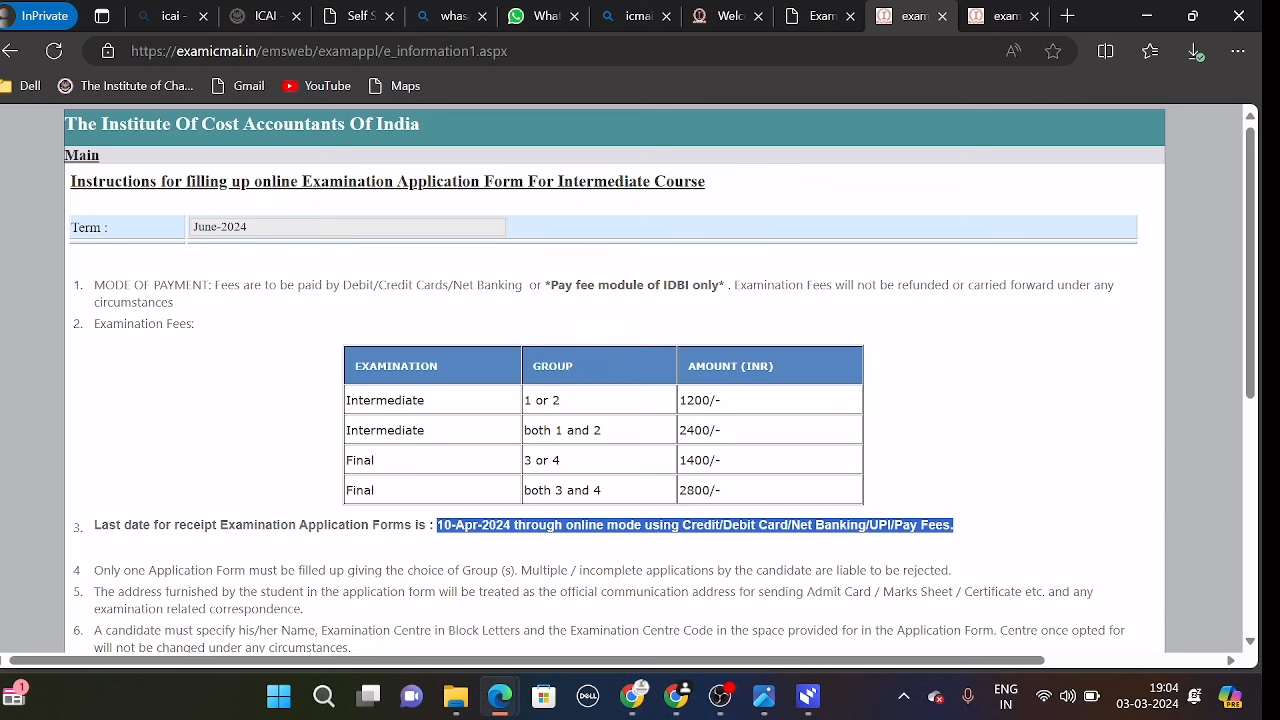 InPrivate
icai -
ICAI -
Self S
whas
What
icmai
Welc
Exam
exam
exam
https://examicmai.in/emsweb/examappl/e_information1.aspx
Dell
The Institute of Cha...
Gmail
YouTube
Maps
The Institute Of Cost Accountants Of India
Main
Instructions for filling up online Examination Application Form For Intermediate Course
Term :
June-2024
1. MODE OF PAYMENT: Fees are to be paid by Debit/Credit Cards/Net Banking or *Pay fee module of IDBI only* . Examination Fees will not be refunded or carried forward under any
circumstances
2. Examination Fees:
EXAMINATION GROUP AMOUNT (INR)
Intermediate 1 or 2 1200/-
Intermediate both 1 and 2 2400/-
Final 3 or 4 1400/-
Final both 3 and 4 2800/-
3. Last date for receipt Examination Application Forms is : 10-Apr-2024 through online mode using Credit/Debit Card/Net Banking/UPI/Pay Fees.
4 Only one Application Form must be filled up giving the choice of Group (s). Multiple / incomplete applications by the candidate are liable to be rejected.
5. The address furnished by the student in the application form will be treated as the official communication address for sending Admit Card / Marks Sheet / Certificate etc. and any
examination related correspondence.
6. A candidate must specify his/her Name, Examination Centre in Block Letters and the Examination Centre Code in the space provided for in the Application Form. Centre once opted for
will not be changed under any circumstances.
1
DELL
ENG
IN
19:04
03-03-2024
PRE